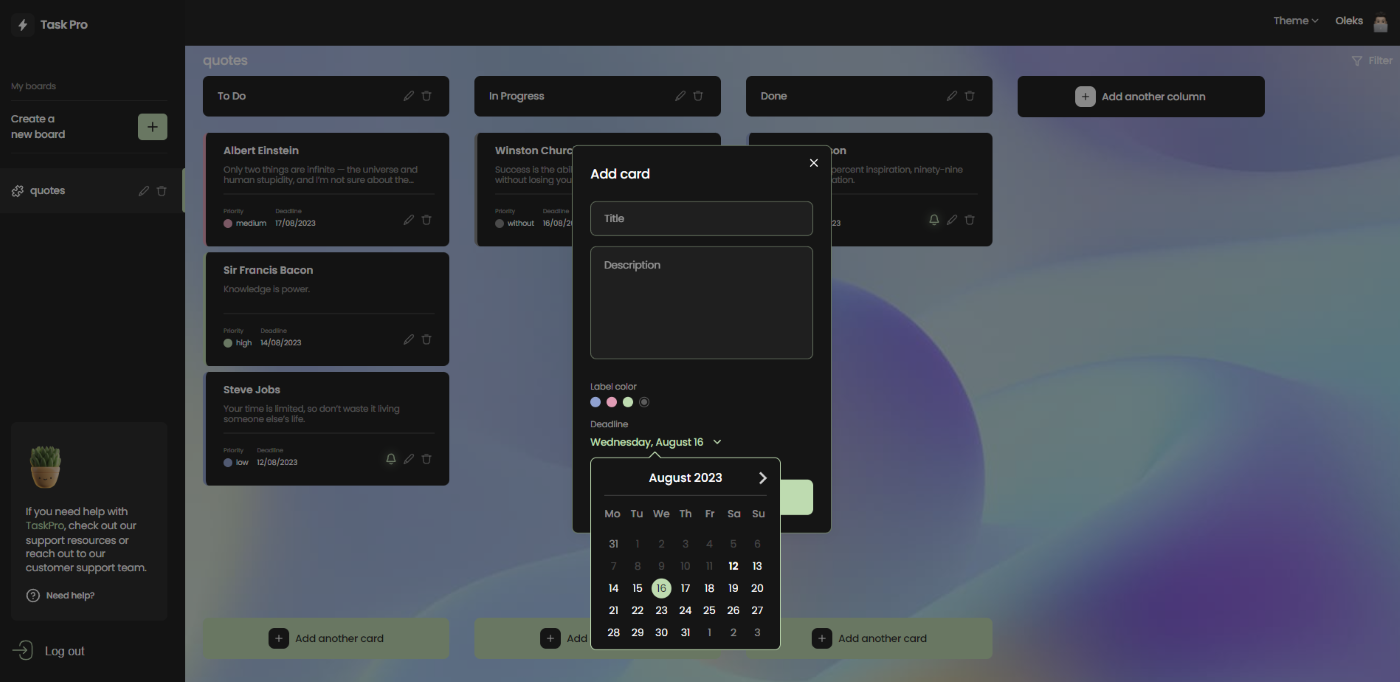 Task Pro
Theme
Oleks
My boards
Create a
new board
quotes
If you need help with
TaskPro, check out our
support resources or
reach out to our
customer support team.
Need help?
Log out
quotes
Filter
To Do
Albert Einstein
Only two things are infinite — the universe and
human stupidity, and I'm not sure about the...
Priority
Deadline
medium
17/08/2023
Sir Francis Bacon
Knowledge is power.
Priority
Deadline
high
14/08/2023
Steve Jobs
Your time is limited, so don't waste it living
someone else's life.
Priority
Deadline
low
12/08/2023
Add another card
In Progress
Winston Churc
Success is the abil
without losing you
Priority
Deadline
without
16/08/2
Add
Done
on
percent inspiration, ninety-nine
ation.
23
Add another card
Add another column
Add card
Title
Description
Label color
Deadline
Wednesday, August 16
August 2023
Mo Tu We Th Fr Sa Su
31 1 2 3 4 5 6
7 8 9 10 11 12 13
14 15 16 17 18 19 20
21 22 23 24 25 26 27
28 29 30 31 1 2 3